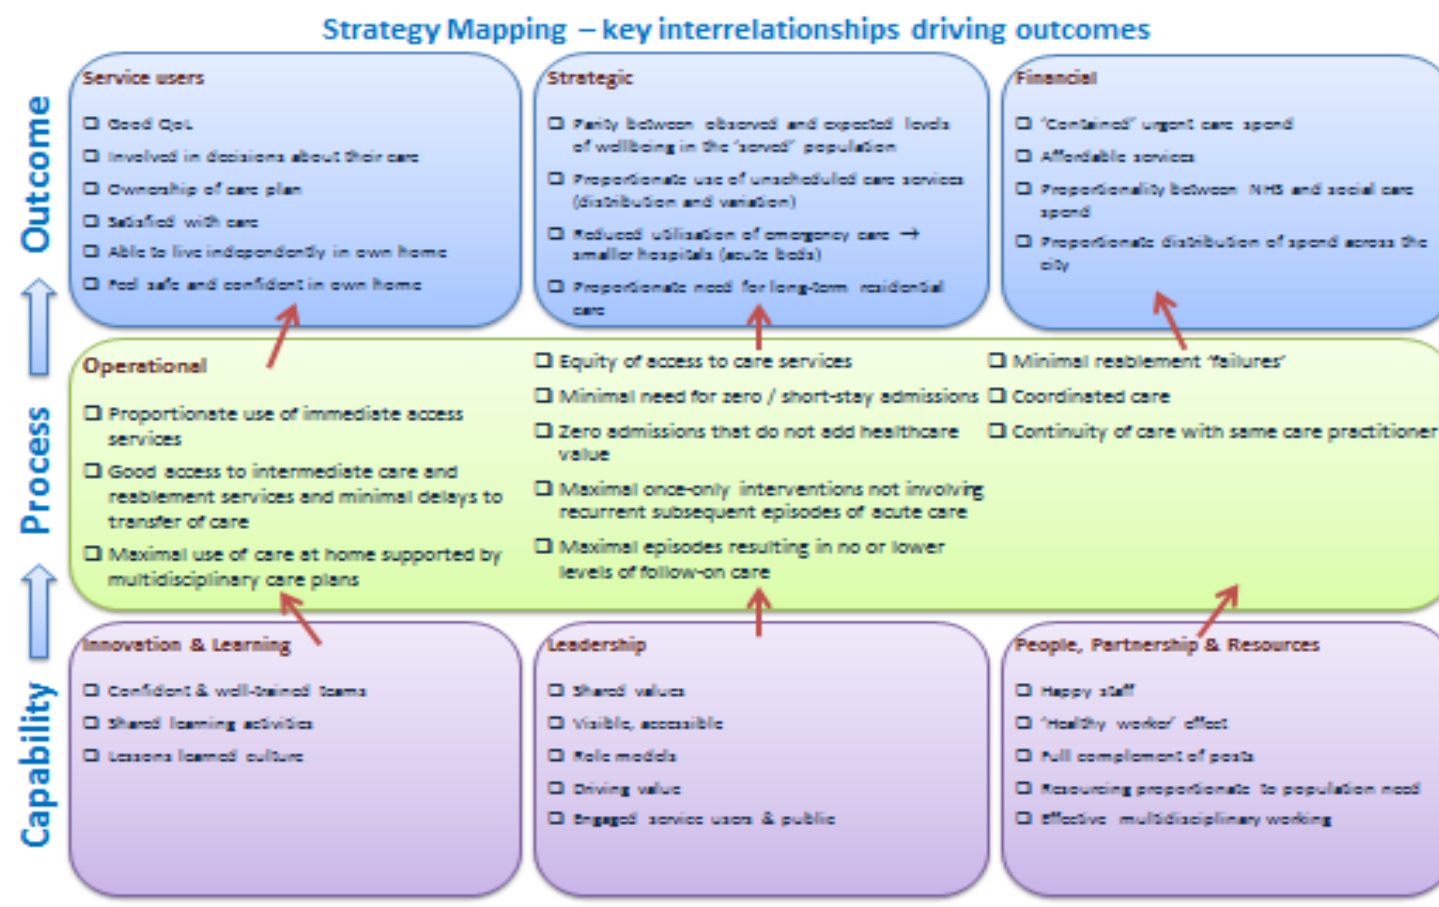 Strategy Mapping – key interrelationships driving outcomes
Outcome
Service users
❑ Good QoL
❑ Involved in decisions about their care
❑ Ownership of care plan
❑ Satisfied with care
❑ Able to live independently in own home
❑ Feel safe and confident in own home
Strategic
❑ Parity between observed and expected levels
of wellbeing in the 'served' population
❑ Proportionate use of unscheduled care services
(distribution and variation)
❑ Reduced utilisation of emergency care →
smaller hospitals (acute beds)
❑ Proportionate need for long-term residential
care
Financial
❑ 'Contained' urgent care spend
❑ Affordable services
❑ Proportionality between NHS and social care
spend
❑ Proportionate distribution of spend across the
city
Process
Operational
❑ Proportionate use of immediate access
services
❑ Good access to intermediate care and
reablement services and minimal delays to
transfer of care
❑ Maximal use of care at home supported by
multidisciplinary care plans
❑ Equity of access to care services
❑ Minimal need for zero / short-stay admissions
❑ Zero admissions that do not add healthcare
value
❑ Maximal once-only interventions not involving
recurrent subsequent episodes of acute care
❑ Maximal episodes resulting in no or lower
levels of follow-on care
❑ Minimal reablement 'failures'
❑ Coordinated care
❑ Continuity of care with same care practitioner
Capability
Innovation & Learning
❑ Confident & well-trained teams
❑ Shared learning activities
❑ Lessons learned culture
Leadership
❑ Shared values
❑ Visible, accessible
❑ Role models
❑ Driving value
❑ Engaged service users & public
People, Partnership & Resources
❑ Happy staff
❑ 'Healthy worker' effect
❑ Full complement of posts
❑ Resourcing proportionate to population need
❑ Effective multidisciplinary working